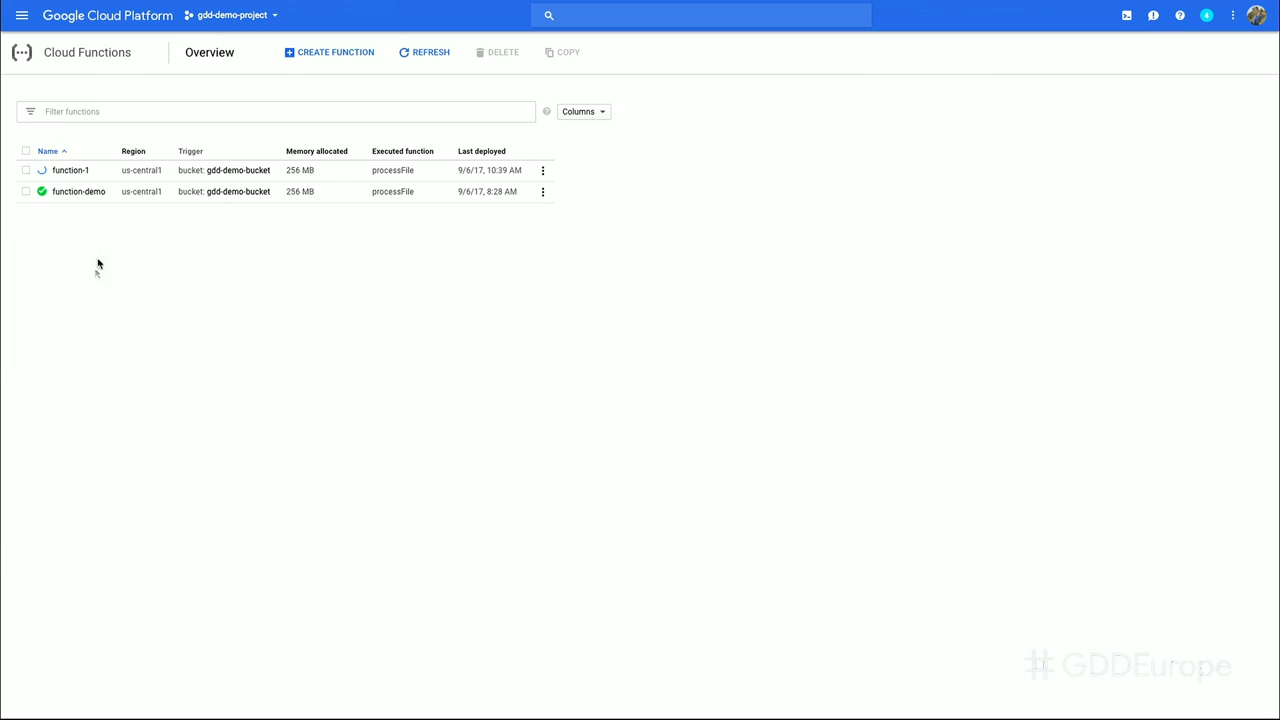 Google Cloud Platform gdd-demo-project 4
Cloud Functions Overview CREATE FUNCTION REFRESH DELETE COPY
Filter functions Columns
Name Region Trigger Memory allocated Executed function Last deployed
function-1 us-central1 bucket: gdd-demo-bucket 256 MB processFile 9/6/17, 10:39 AM
function-demo us-central1 bucket: gdd-demo-bucket 256 MB processFile 9/6/17, 8:28 AM
# GDDEurope